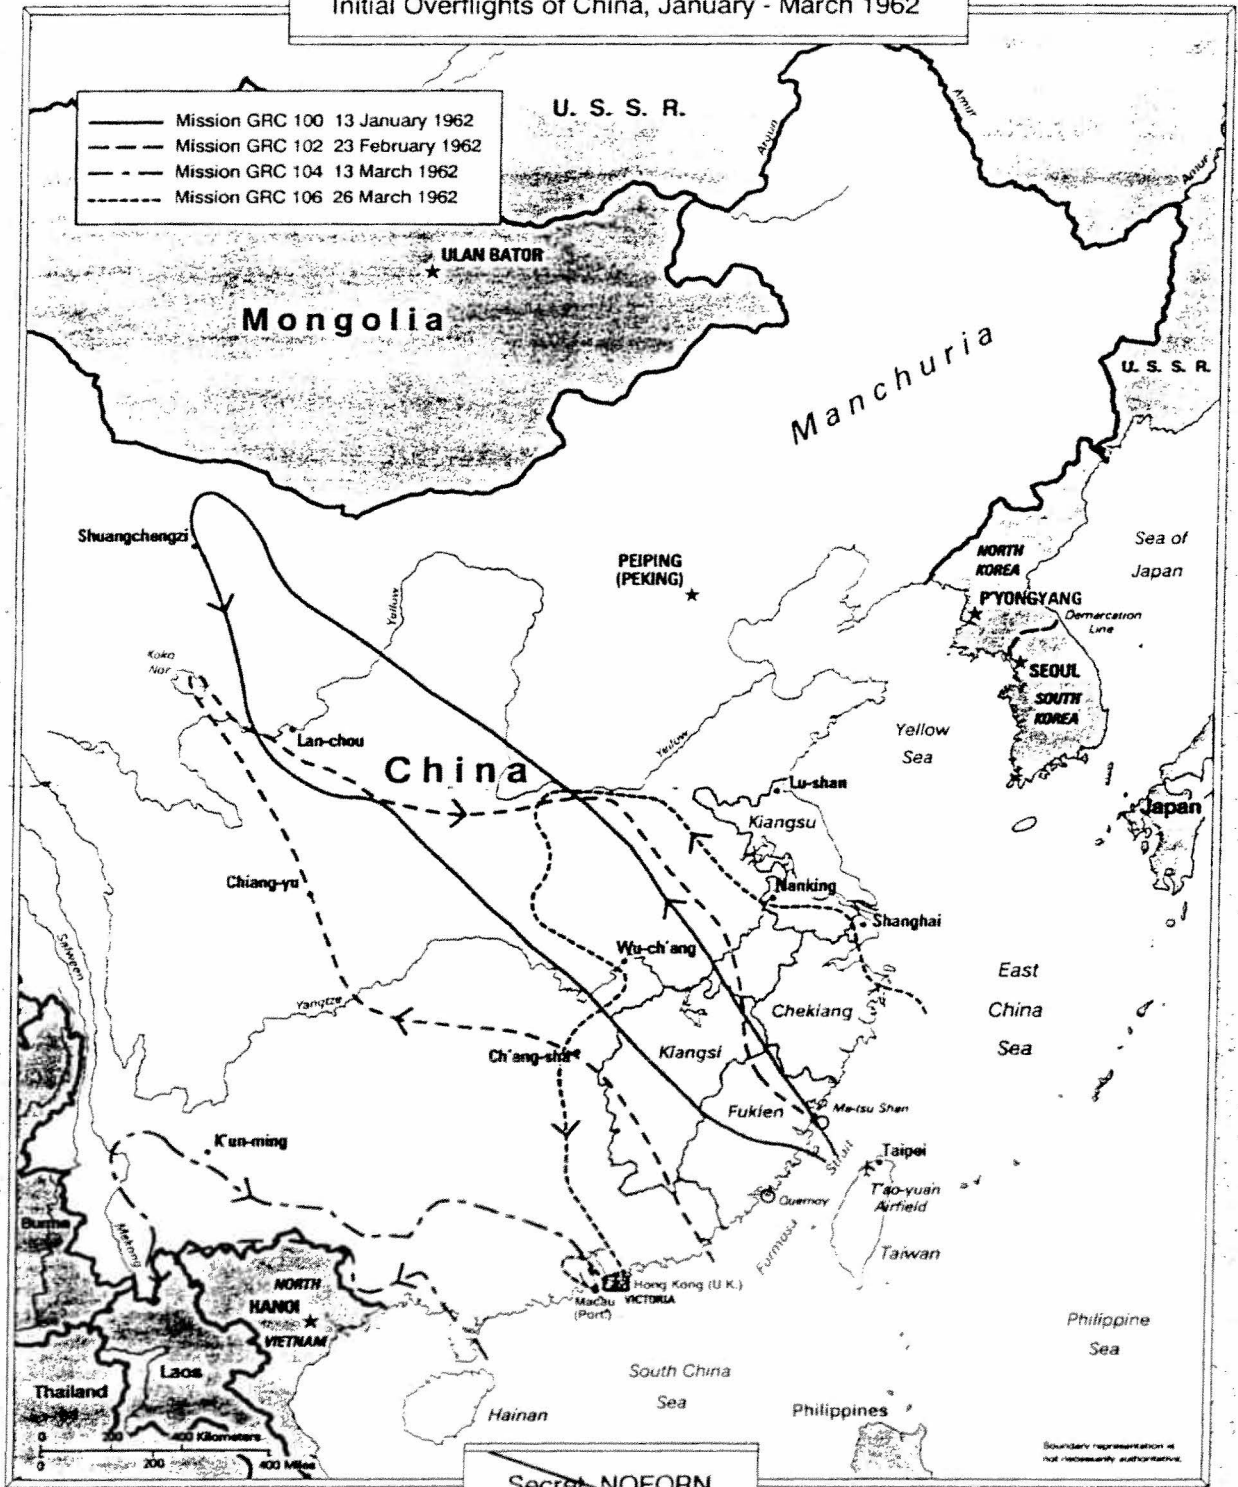 Initial Overflights of China, January - March 1962
Mission GRC 100 13 January 1962
Mission GRC 102 23 February 1962
Mission GRC 104 13 March 1962
Mission GRC 106 26 March 1962
U. S. S. R.
Argun
Amur
Amur
ULAN BATOR
Mongolia
Manchuria
U. S. S. R.
Shuangchengzi
PEIPING
(PEKING)
NORTH
KOREA
Sea of
Japan
P'YONGYANG
Demarcation
Line
SEOUL
SOUTH
KOREA
Yellow
Koko
Nor
Lan-chou
China
Yellow
Yellow
Sea
Lu-shan
Kiangsu
Japan
Chiang-yu
Nanking
Shanghai
Salween
Wu-ch'ang
Yangtze
East
China
Sea
Chekiang
Ch'ang-sha
Kiangsi
Fukien
Ma-tsu Shan
K'un-ming
Strait
Taipei
T'ao-yuan
Airfield
Quemoy
Formosa
Taiwan
Burma
Mekong
NORTH
HANOI
VIETNAM
Hong Kong (U.K.)
VICTORIA
Macau
(Port.)
Philippine
Sea
Laos
South China
Sea
Thailand
Hainan
Philippines
0 200 400 Kilometers
0 200 400 Miles
Boundary representation is
not necessarily authoritative.
Secret NOFORN